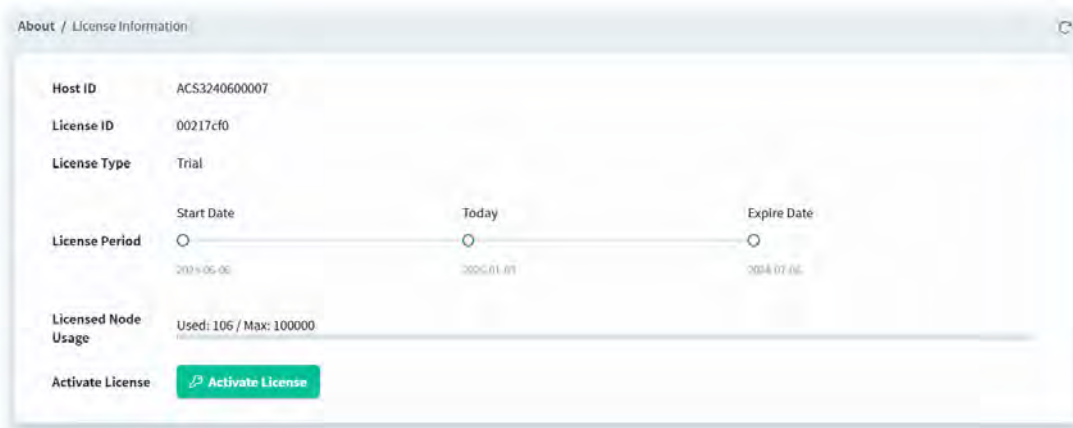 About / License Information
Host ID ACS3240600007
License ID 00217cf0
License Type Trial
Start Date Today Expire Date
License Period
Licensed Node
Usage
Used: 106 / Max: 100000
Activate License Activate License